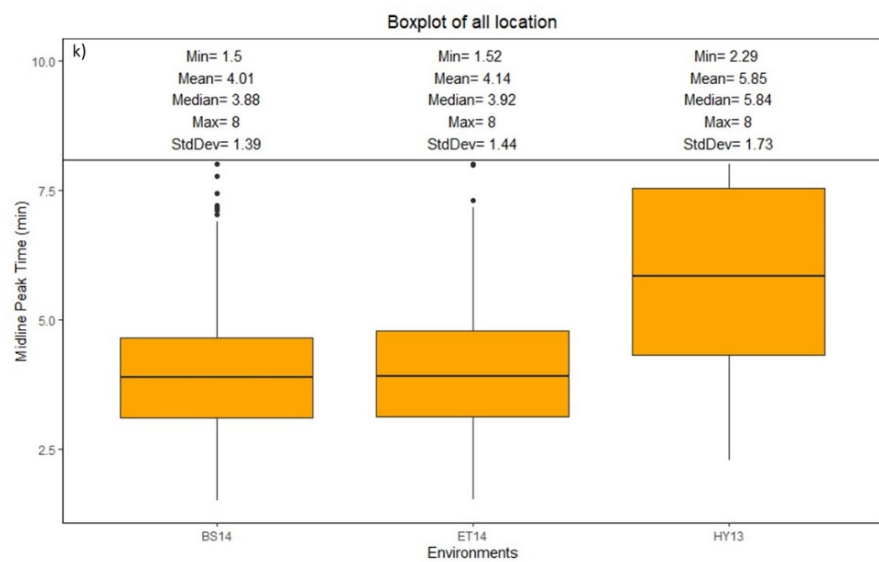 Boxplot of all location
k)
Min= 1.5
Mean= 4.01
Median= 3.88
Max= 8
StdDev= 1.39
Min= 1.52
Mean= 4.14
Median= 3.92
Max= 8
StdDev= 1.44
Min= 2.29
Mean= 5.85
Median= 5.84
Max= 8
StdDev= 1.73
10.0
7.5
5.0
2.5
Midline Peak Time (min)
BS14
ET14
HY13
Environments